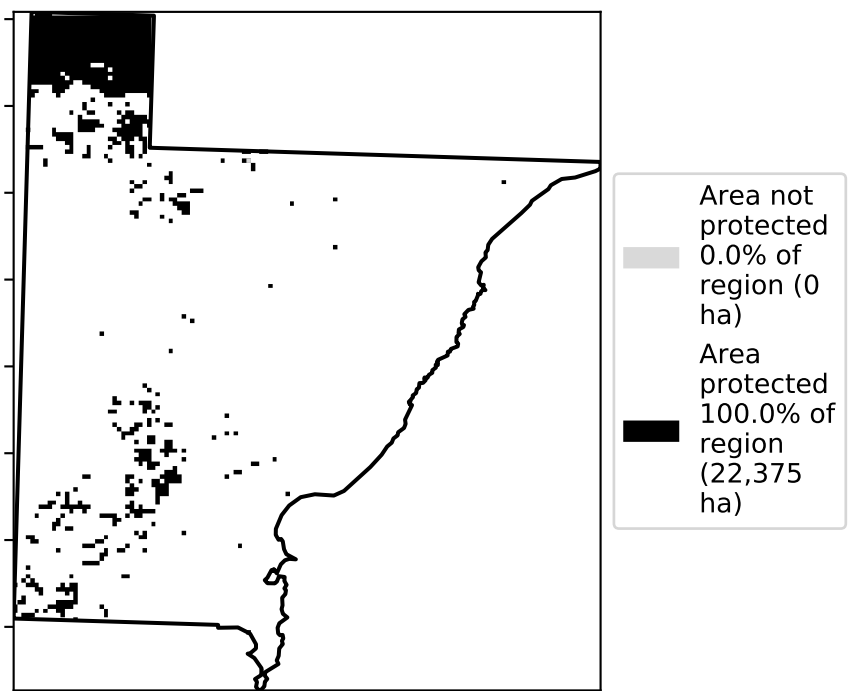 Area not
protected
0.0% of
region (0
ha)
Area
protected
100.0% of
region
(22,375
ha)